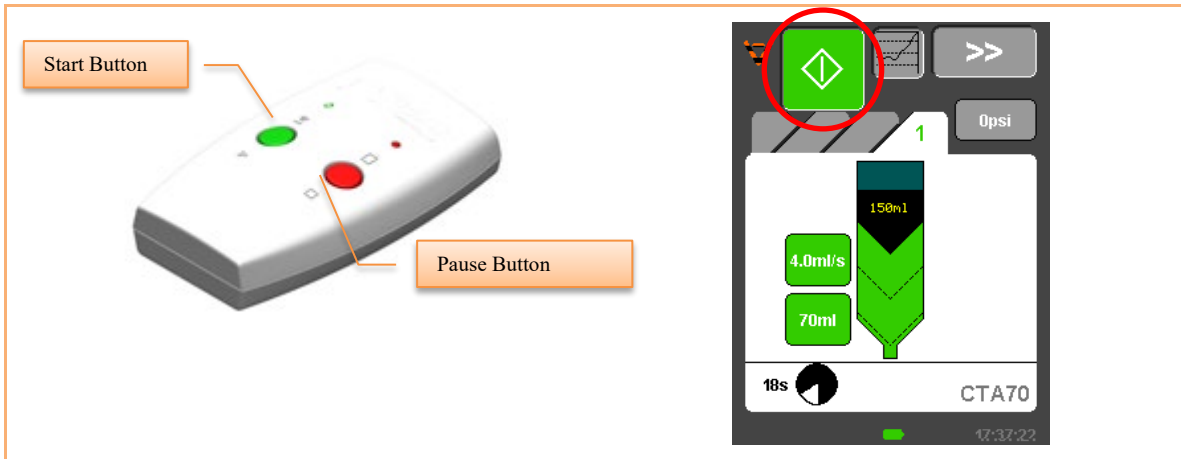 Start Button
Pause Button
>>
1
0psi
150ml
4.0ml/s
70ml
18s
CTA70
17:37:22